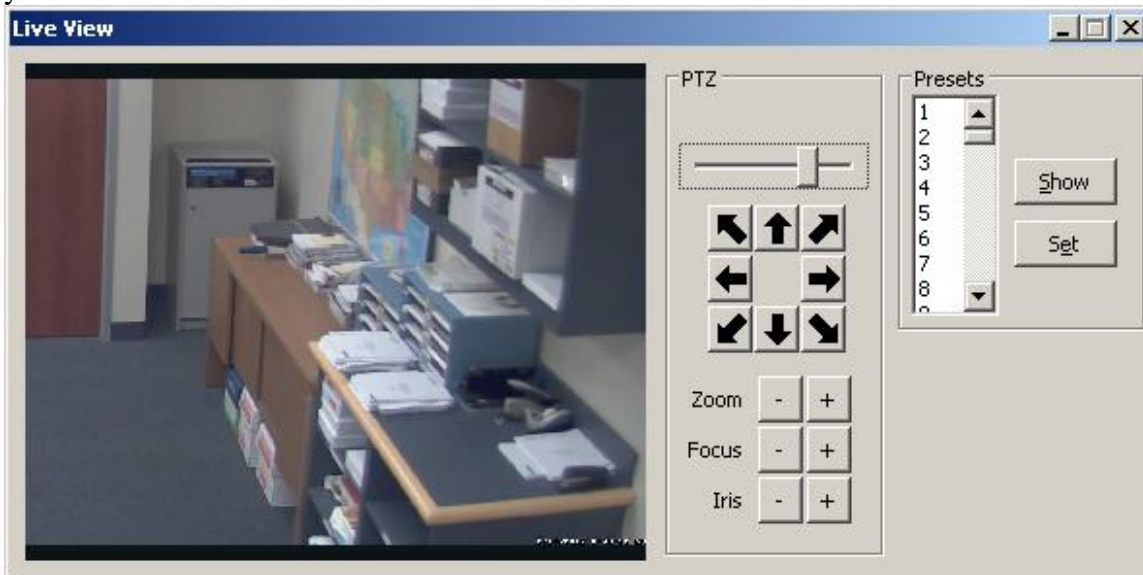 Live View
PTZ
Zoom - +
Focus - +
Iris - +
Presets
1
2
3
4
5
6
7
8
Show
Set